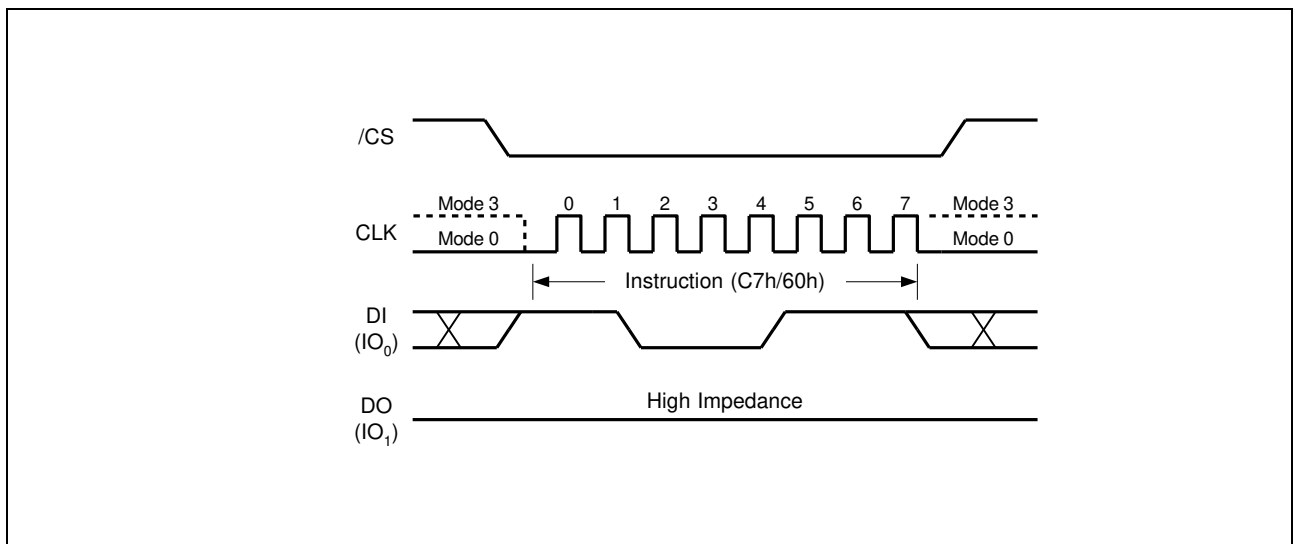 /CS
Mode 3 0 1 2 3 4 5 6 7 Mode 3
CLK Mode 0 Mode 0
Instruction (C7h/60h)
DI
(IO₀)
High Impedance
DO
(IO₁)